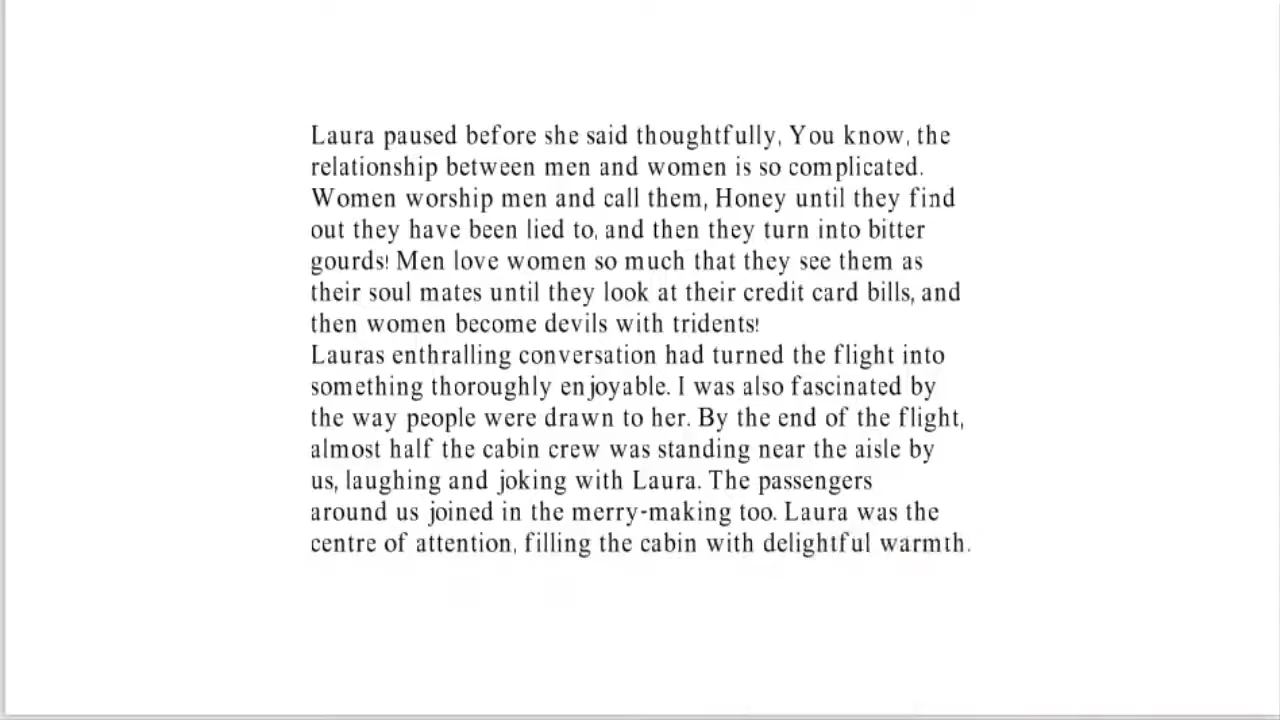 Laura paused before she said thoughtfully, You know, the
relationship between men and women is so complicated.
Women worship men and call them, Honey until they find
out they have been lied to, and then they turn into bitter
gourds! Men love women so much that they see them as
their soul mates until they look at their credit card bills, and
then women become devils with tridents!
Lauras enthralling conversation had turned the flight into
something thoroughly enjoyable. I was also fascinated by
the way people were drawn to her. By the end of the flight,
almost half the cabin crew was standing near the aisle by
us, laughing and joking with Laura. The passengers
around us joined in the merry-making too. Laura was the
centre of attention, filling the cabin with delightful warmth.